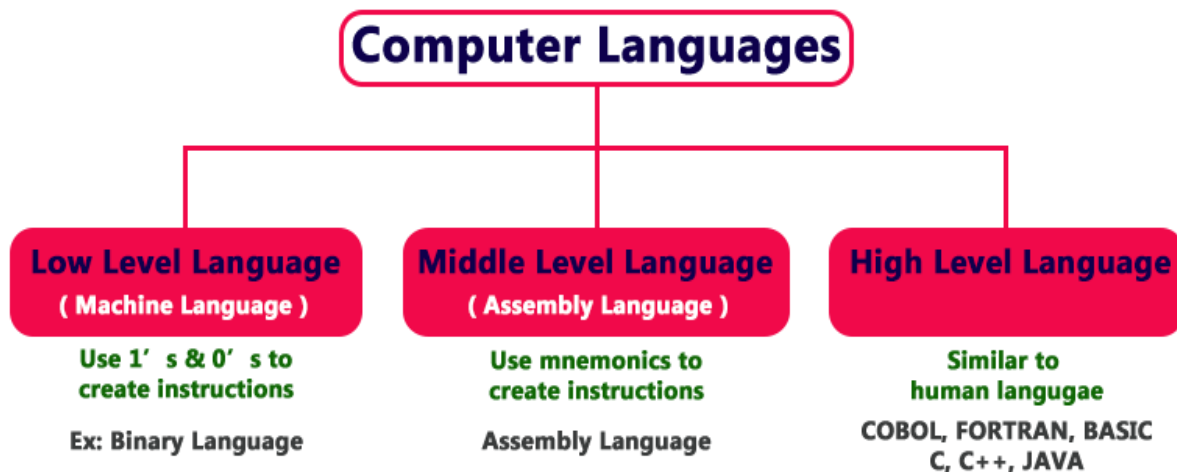 Computer Languages
Low Level Language
( Machine Language )
Use 1' s & 0' s to
create instructions
Ex: Binary Language
Middle Level Language
( Assembly Language )
Use mnemonics to
create instructions
Assembly Language
High Level Language
Similar to
human langugae
COBOL, FORTRAN, BASIC
C, C++, JAVA